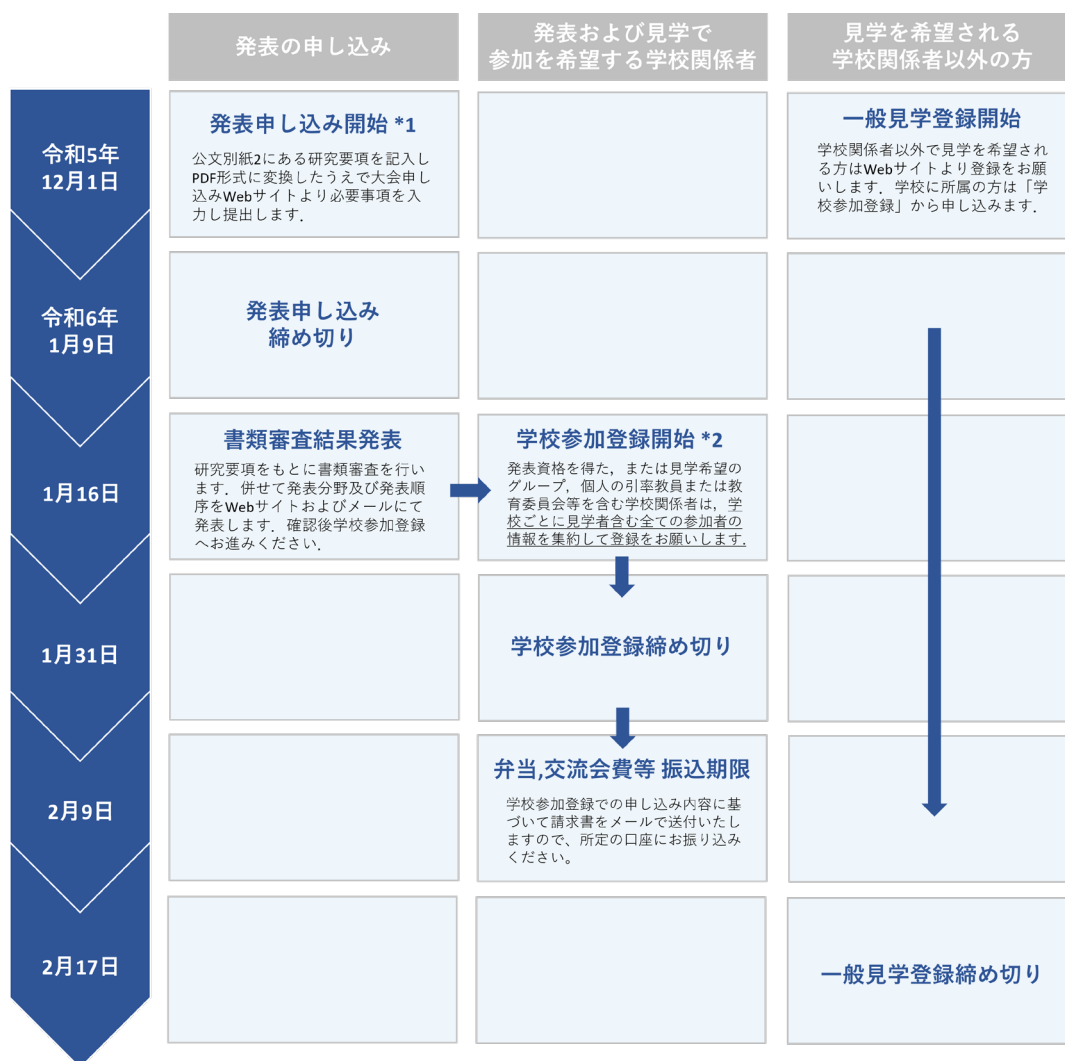 発表の申し込み
発表および見学で
参加を希望する学校関係者
見学を希望される
学校関係者以外の方
令和5年
12月1日
発表申し込み開始 *1
公文別紙2にある研究要項を記入し
PDF形式に変換したうえで大会申し
込みWebサイトより必要事項を入
力し提出します.
一般見学登録開始
学校関係者以外で見学を希望され
る方はWebサイトより登録をお願
いします. 学校に所属の方は「学
校参加登録」から申し込みます.
令和6年
1月9日
発表申し込み
締め切り
1月16日
書類審査結果発表
研究要項をもとに書類審査を行い
ます. 併せて発表分野及び発表順
序をWebサイトおよびメールにて
発表します. 確認後学校参加登録
へお進みください.
学校参加登録開始 *2
発表資格を得た, または見学希望の
グループ, 個人の引率教員または教
育委員会等を含む学校関係者は, 学
校ごとに見学者含む全ての参加者の
情報を集約して登録をお願いします.
1月31日
学校参加登録締め切り
2月9日
弁当,交流会費等 振込期限
学校参加登録での申し込み内容に基
づいて請求書をメールで送付いたし
ますので、所定の口座にお振り込み
ください。
2月17日
一般見学登録締め切り